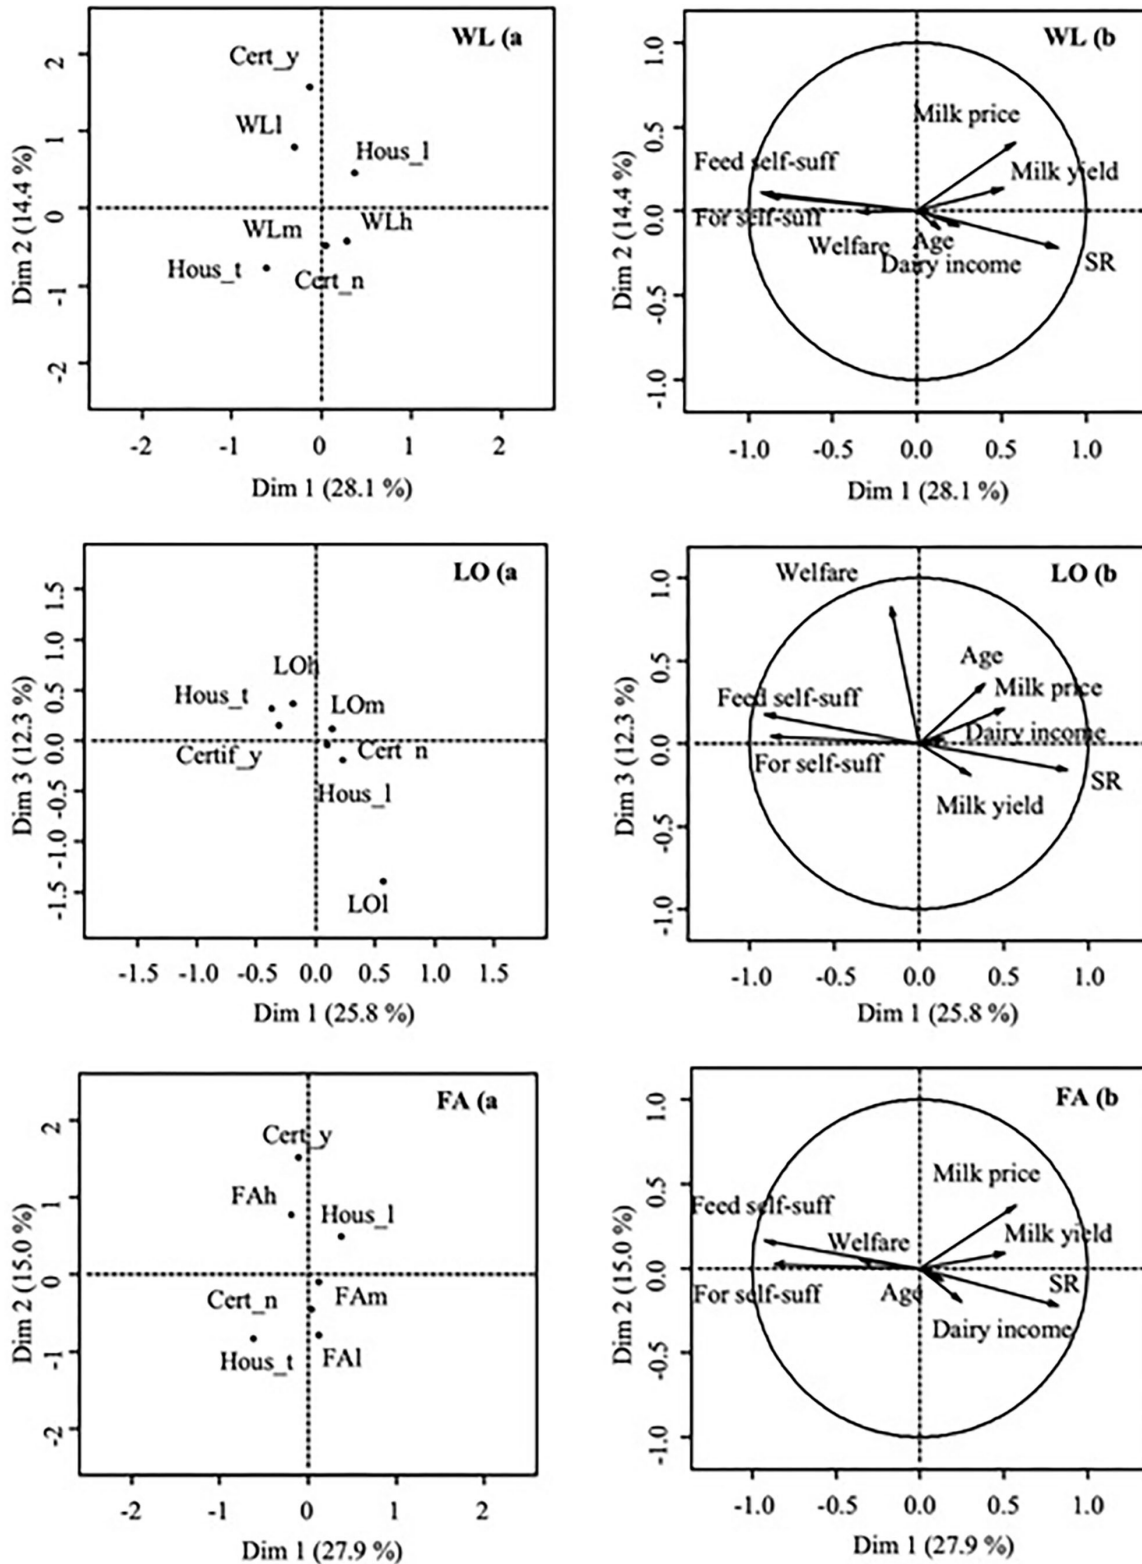 WL (a
Cert_y
WLl
Hous_l
WLm
WLh
Hous_t
Cert_n
Dim 2 (14.4 %)
2
1
0
-1
-2
-2
-1
0
1
2
Dim 1 (28.1 %)
WL (b
Milk price
Feed self-suff
Milk yield
For self-suff
Welfare
Age
Dairy income
SR
Dim 2 (14.4 %)
1.0
0.5
0.0
-0.5
-1.0
-1.0
-0.5
0.0
0.5
1.0
Dim 1 (28.1 %)
LO (a
LOh
Hous_t
LOm
Certif_y
Cert_n
Hous_l
LOl
Dim 3 (12.3 %)
1.5
1.0
0.5
0.0
-0.5
-1.0
-1.5
-1.5
-1.0
-0.5
0.0
0.5
1.0
1.5
Dim 1 (25.8 %)
LO (b
Welfare
Age
Feed self-suff
Milk price
Dairy income
For self-suff
SR
Milk yield
Dim 3 (12.3 %)
1.0
0.5
0.0
-0.5
-1.0
-1.0
-0.5
0.0
0.5
1.0
Dim 1 (25.8 %)
FA (a
Cert_y
FAh
Hous_l
Cert_n
FAm
Hous_t
FAl
Dim 2 (15.0 %)
2
1
0
-1
-2
-2
-1
0
1
2
Dim 1 (27.9 %)
FA (b
Milk price
Feed self-suff
Milk yield
Welfare
SR
For self-suff
Age
Dairy income
Dim 2 (15.0 %)
1.0
0.5
0.0
-0.5
-1.0
-1.0
-0.5
0.0
0.5
1.0
Dim 1 (27.9 %)